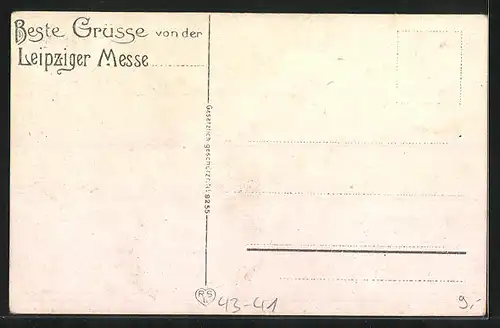 Beste Grüsse von der
Leipziger Messe
Gesetzlich geschützt 9255
R S L
43-41
9,-